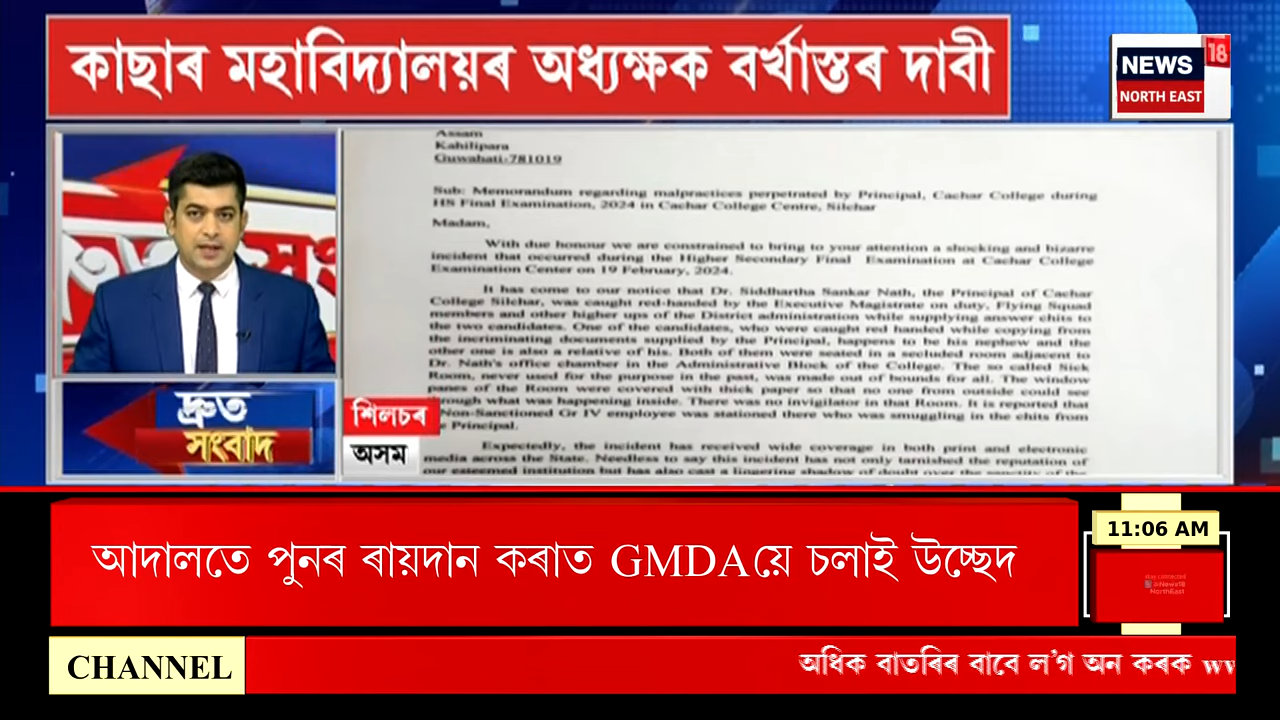 কাছাৰ মহাবিদ্যালয়ৰ অধ্যক্ষক বৰ্খাস্তৰ দাবী
NEWS 18
NORTH EAST
Assam
Kahilipara
Guwahati-781019
Sub: Memorandum regarding malpractices perpetrated by Principal, Cachar College during
HS Final Examination, 2024 in Cachar College Centre, Silchar
Madam,
With due honour we are constrained to bring to your attention a shocking and bizarre
incident that occurred during the Higher Secondary Final Examination at Cachar College
Examination Center on 19 February, 2024.
It has come to our notice that Dr. Siddhartha Sankar Nath, the Principal of Cachar
College Silchar, was caught red-handed by the Executive Magistrate on duty, Flying Squad
members and other higher ups of the District administration while supplying answer chits to
the two candidates. One of the candidates, who were caught red handed while copying from
the incriminating documents supplied by the Principal, happens to be his nephew and the
other one is also a relative of his. Both of them were seated in a secluded room adjacent to
Dr. Nath's office chamber in the Administrative Block of the College. The so called Sick
Room, never used for the purpose in the past, was made out of bounds for all. The window
panes of the Room were covered with thick paper so that no one from outside could see
through what was happening inside. There was no invigilator in that Room. It is reported that
Non-Sanctioned Gr IV employee was stationed there who was smuggling in the chits from
Principal.
Expectedly, the incident has received wide coverage in both print and electronic
media across the State. Needless to say this incident has not only tarnished the reputation of
our esteemed institution but has also cast a lingering shadow of doubt over the sanctity of the
দ্ৰুত
সংবাদ
শিলচৰ
অসম
আদালতে পুনৰ ৰায়দান কৰাত GMDAয়ে চলাই উচ্ছেদ
11:06 AM
stay connected
@News18
NorthEast
CHANNEL
অধিক বাতৰিৰ বাবে ল'গ অন কৰক